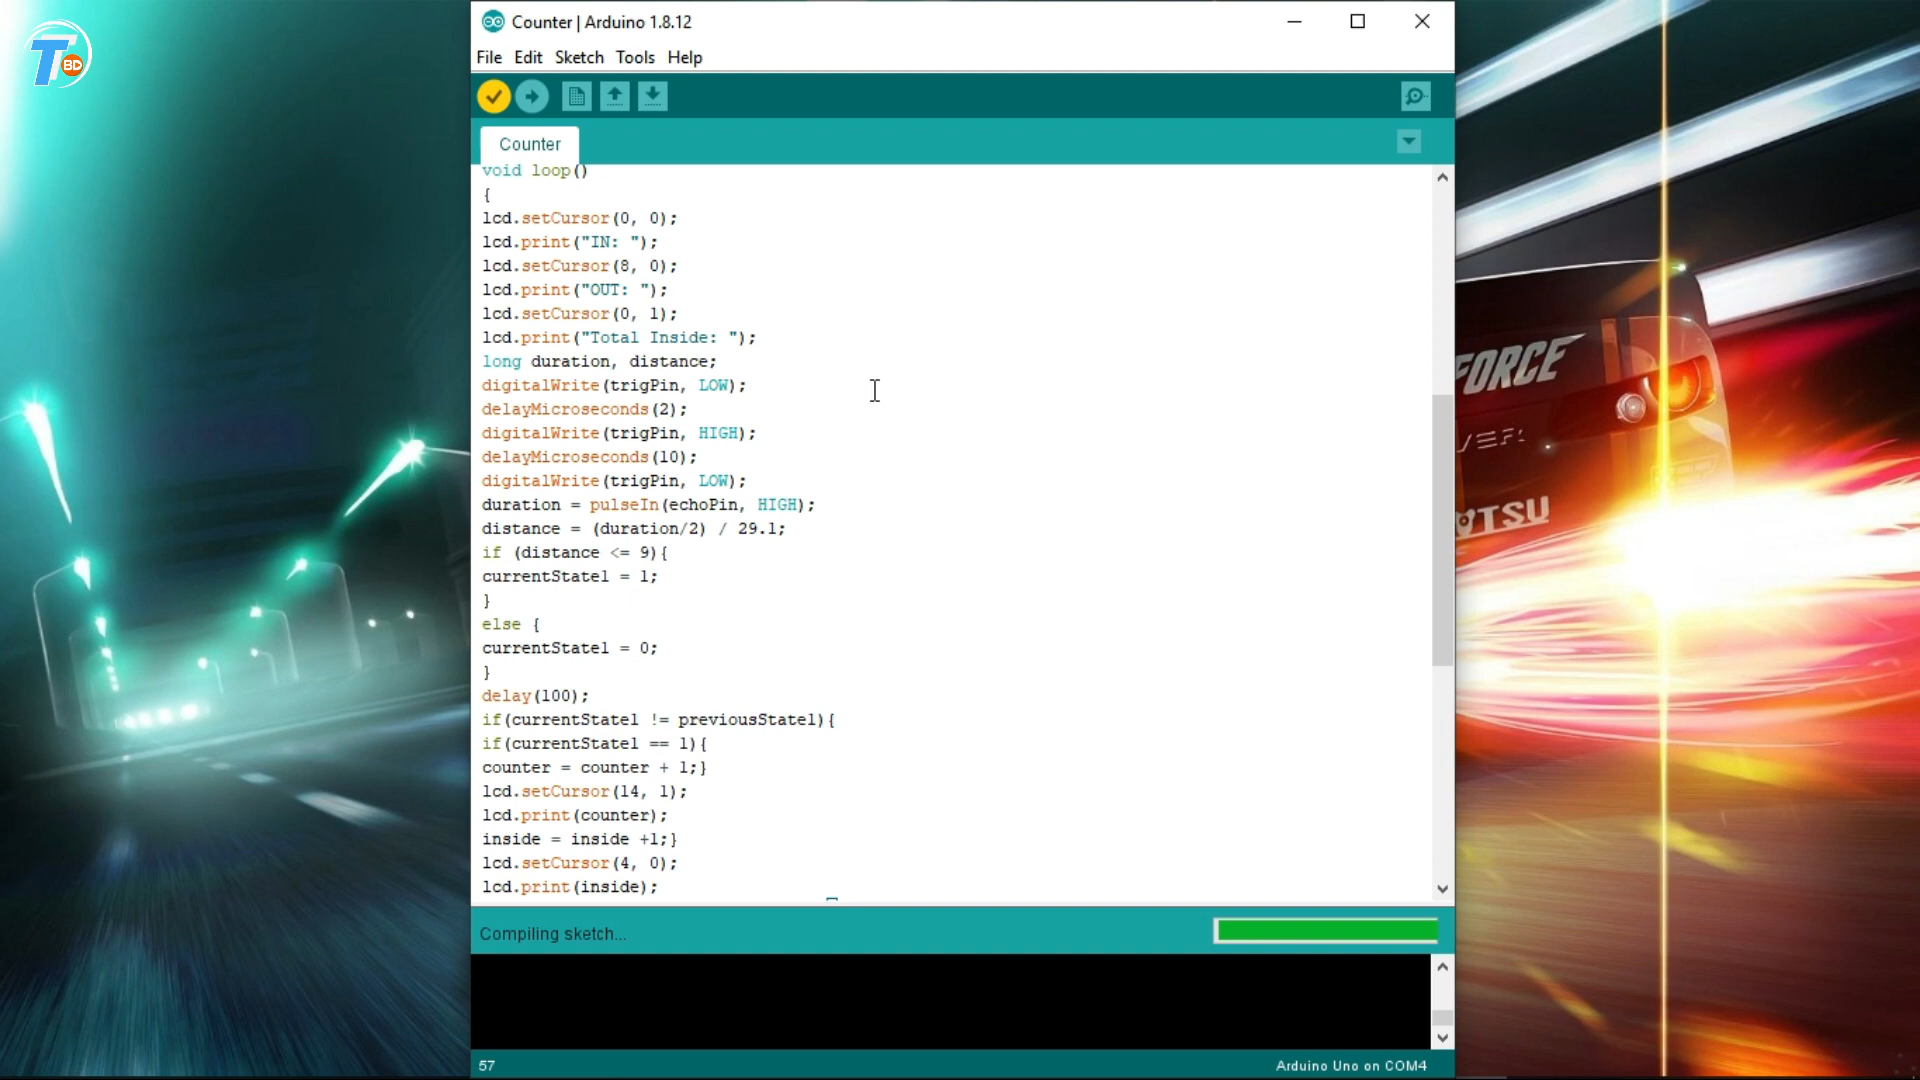 T BD
Counter | Arduino 1.8.12
File Edit Sketch Tools Help
Counter
void loop()
{
lcd.setCursor(0, 0);
lcd.print("IN: ");
lcd.setCursor(8, 0);
lcd.print("OUT: ");
lcd.setCursor(0, 1);
lcd.print("Total Inside: ");
long duration, distance;
digitalWrite(trigPin, LOW);
delayMicroseconds(2);
digitalWrite(trigPin, HIGH);
delayMicroseconds(10);
digitalWrite(trigPin, LOW);
duration = pulseIn(echoPin, HIGH);
distance = (duration/2) / 29.1;
if (distance <= 9){
currentState1 = 1;
}
else {
currentState1 = 0;
}
delay(100);
if(currentState1 != previousState1){
if(currentState1 == 1){
counter = counter + 1;}
lcd.setCursor(14, 1);
lcd.print(counter);
inside = inside +1;}
lcd.setCursor(4, 0);
lcd.print(inside);
Compiling sketch...
57
Arduino Uno on COM4
FORCE